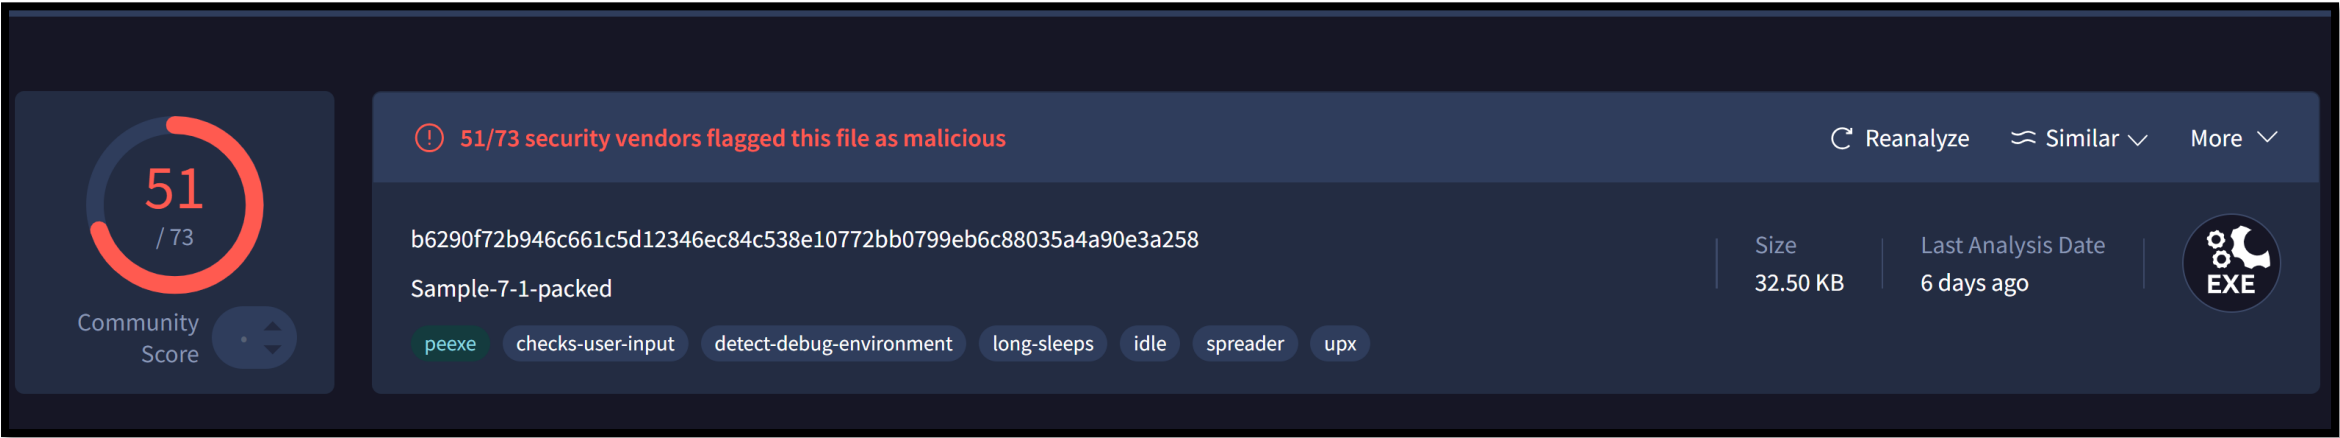 51
/ 73
Community
Score
51/73 security vendors flagged this file as malicious
Reanalyze
Similar
More
b6290f72b946c661c5d12346ec84c538e10772bb0799eb6c88035a4a90e3a258
Sample-7-1-packed
peexe checks-user-input detect-debug-environment long-sleeps idle spreader upx
Size
32.50 KB
Last Analysis Date
6 days ago
EXE